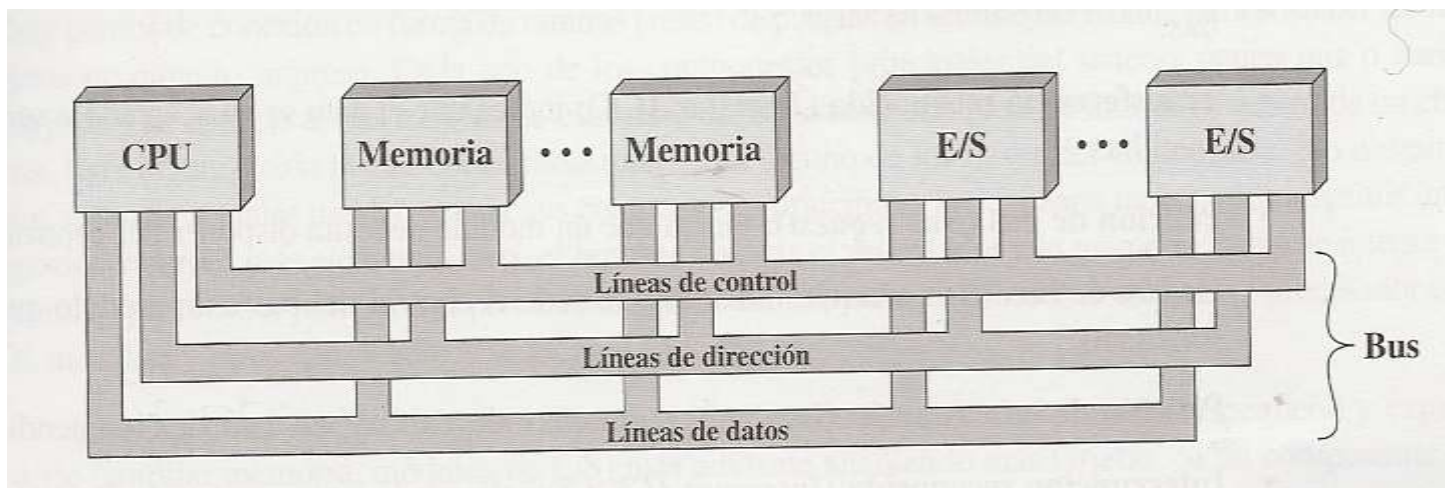 CPU
Memoria
• • •
Memoria
E/S
• • •
E/S
Líneas de control
Líneas de dirección
Bus
Líneas de datos